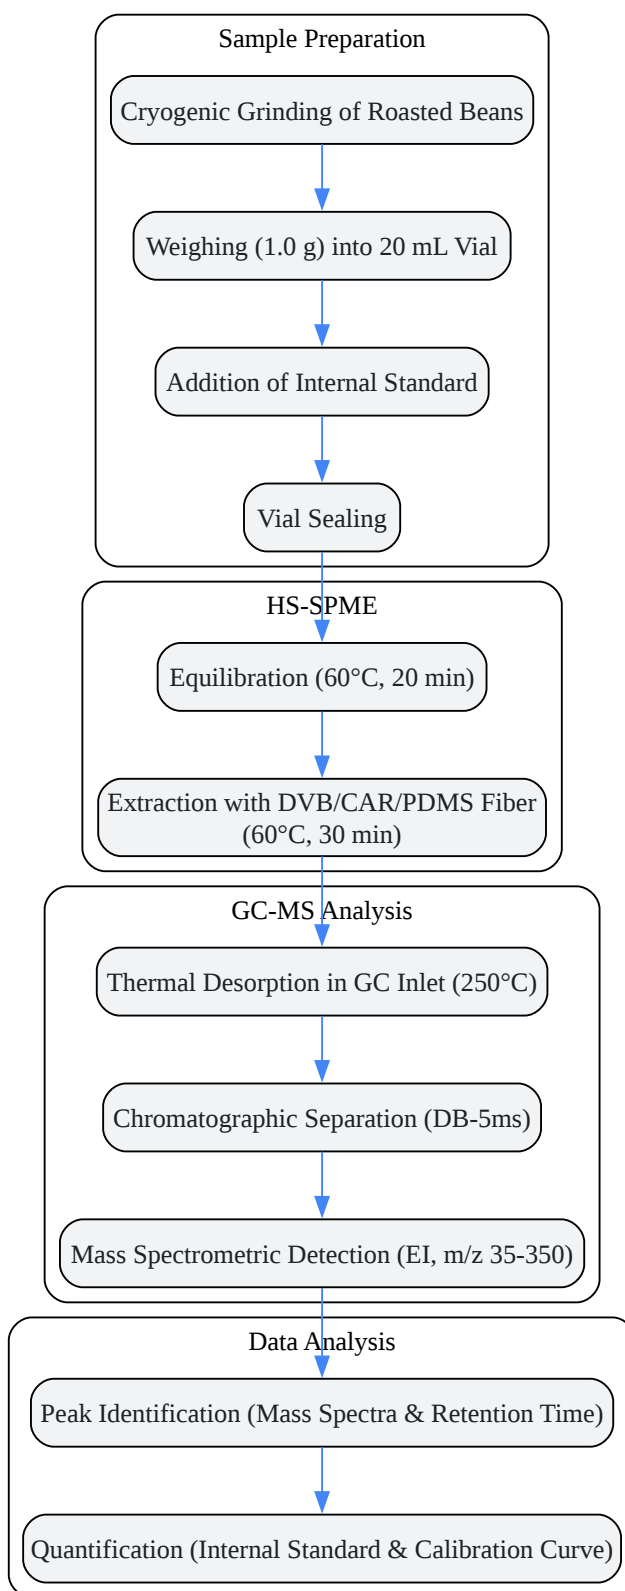 Sample Preparation
Cryogenic Grinding of Roasted Beans
Weighing (1.0 g) into 20 mL Vial
Addition of Internal Standard
Vial Sealing
HS-SPME
Equilibration (60°C, 20 min)
Extraction with DVB/CAR/PDMS Fiber
(60°C, 30 min)
GC-MS Analysis
Thermal Desorption in GC Inlet (250°C)
Chromatographic Separation (DB-5ms)
Mass Spectrometric Detection (EI, m/z 35-350)
Data Analysis
Peak Identification (Mass Spectra & Retention Time)
Quantification (Internal Standard & Calibration Curve)